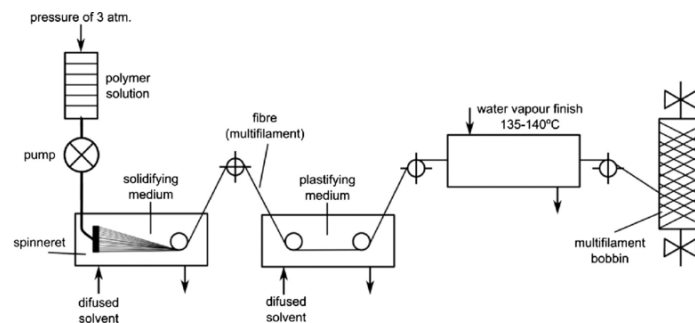 pressure of 3 atm.
polymer
solution
pump
spinneret
solidifying
medium
difused
solvent
fibre
(multifilament)
plastifying
medium
difused
solvent
water vapour finish
135-140ºC
multifilament
bobbin